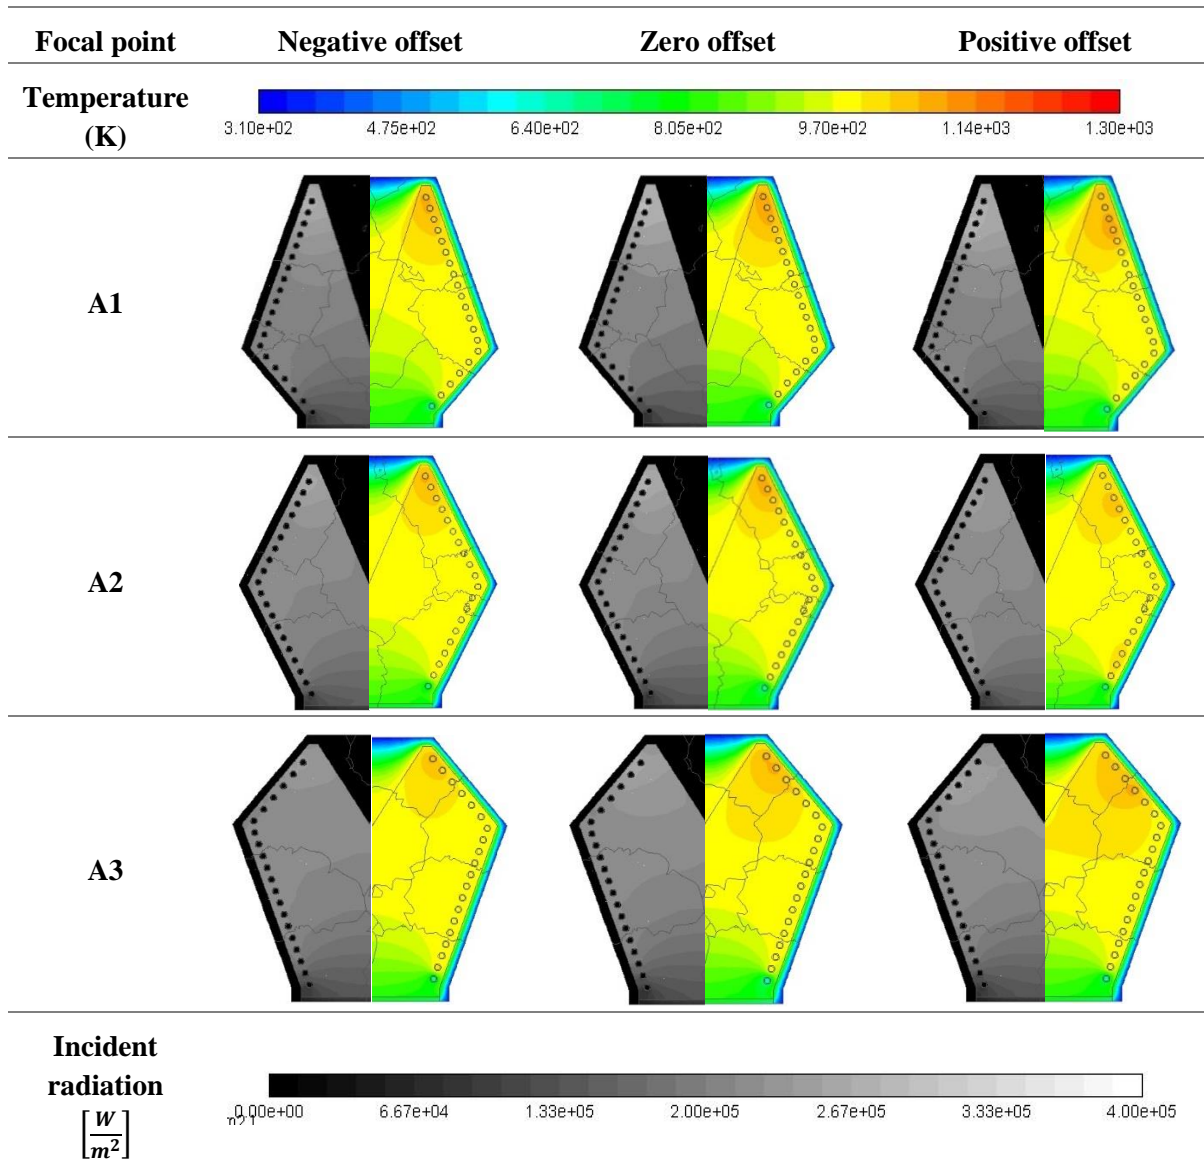 Focal point Negative offset Zero offset Positive offset
Temperature
(K)
3.10e+02 4.75e+02 6.40e+02 8.05e+02 9.70e+02 1.14e+03 1.30e+03
A1
A2
A3
Incident
radiation
[W/m²]
0.00e+00 6.67e+04 1.33e+05 2.00e+05 2.67e+05 3.33e+05 4.00e+05